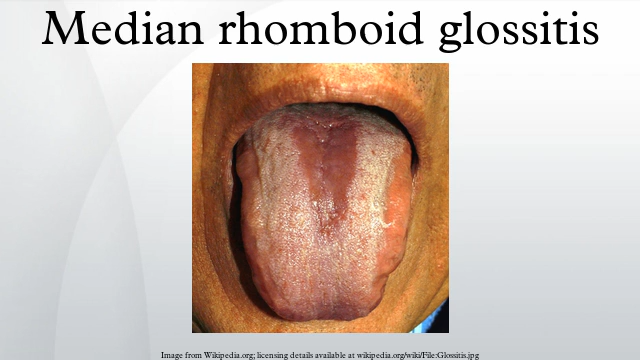 Median rhomboid glossitis
Image from Wikipedia.org; licensing details available at wikipedia.org/wiki/File:Glossitis.jpg